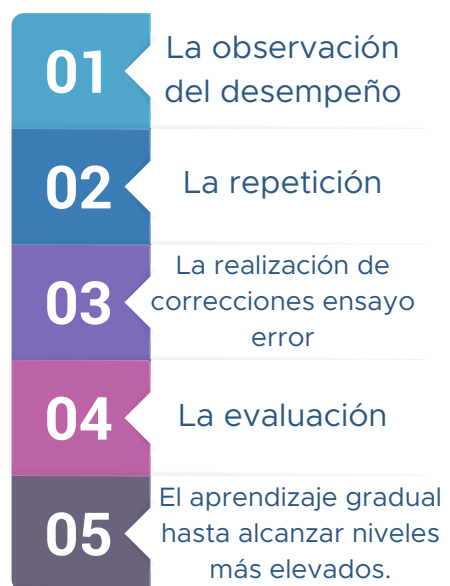 01
La observación
del desempeño
02
La repetición
03
La realización de
correcciones ensayo
error
04
La evaluación
05
El aprendizaje gradual
hasta alcanzar niveles
más elevados.